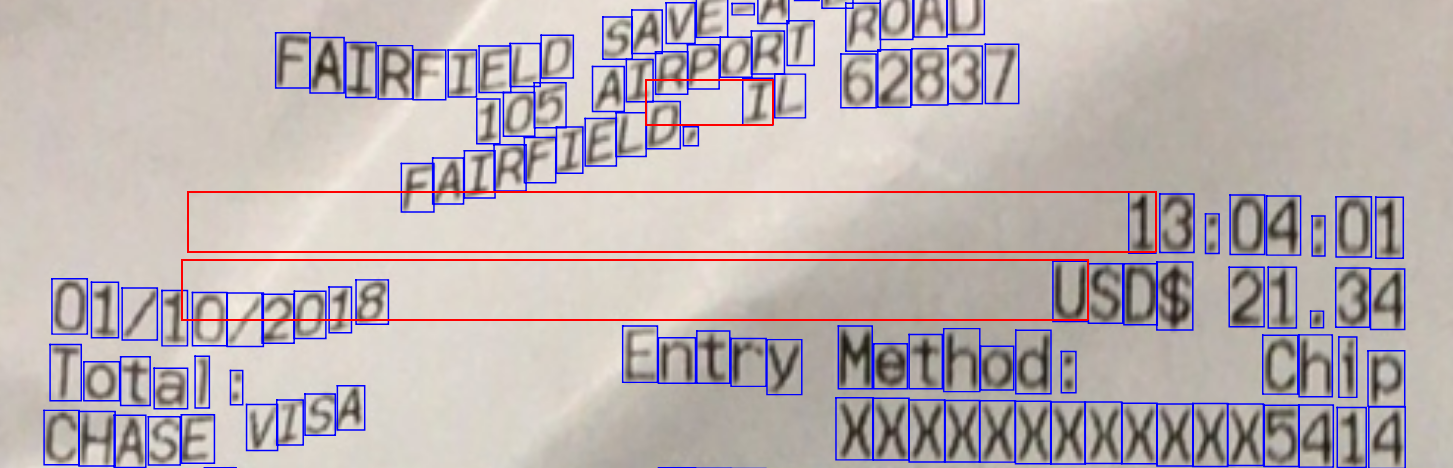 FAIRFIELD SAVE-A
105 AIRPORT ROAD
FAIRFIELD, IL 62837
01/10/2018 13:04:01
Total: USD$ 21.34
CHASE VISA Entry Method: Chip
XXXXXXXXXXXX5414